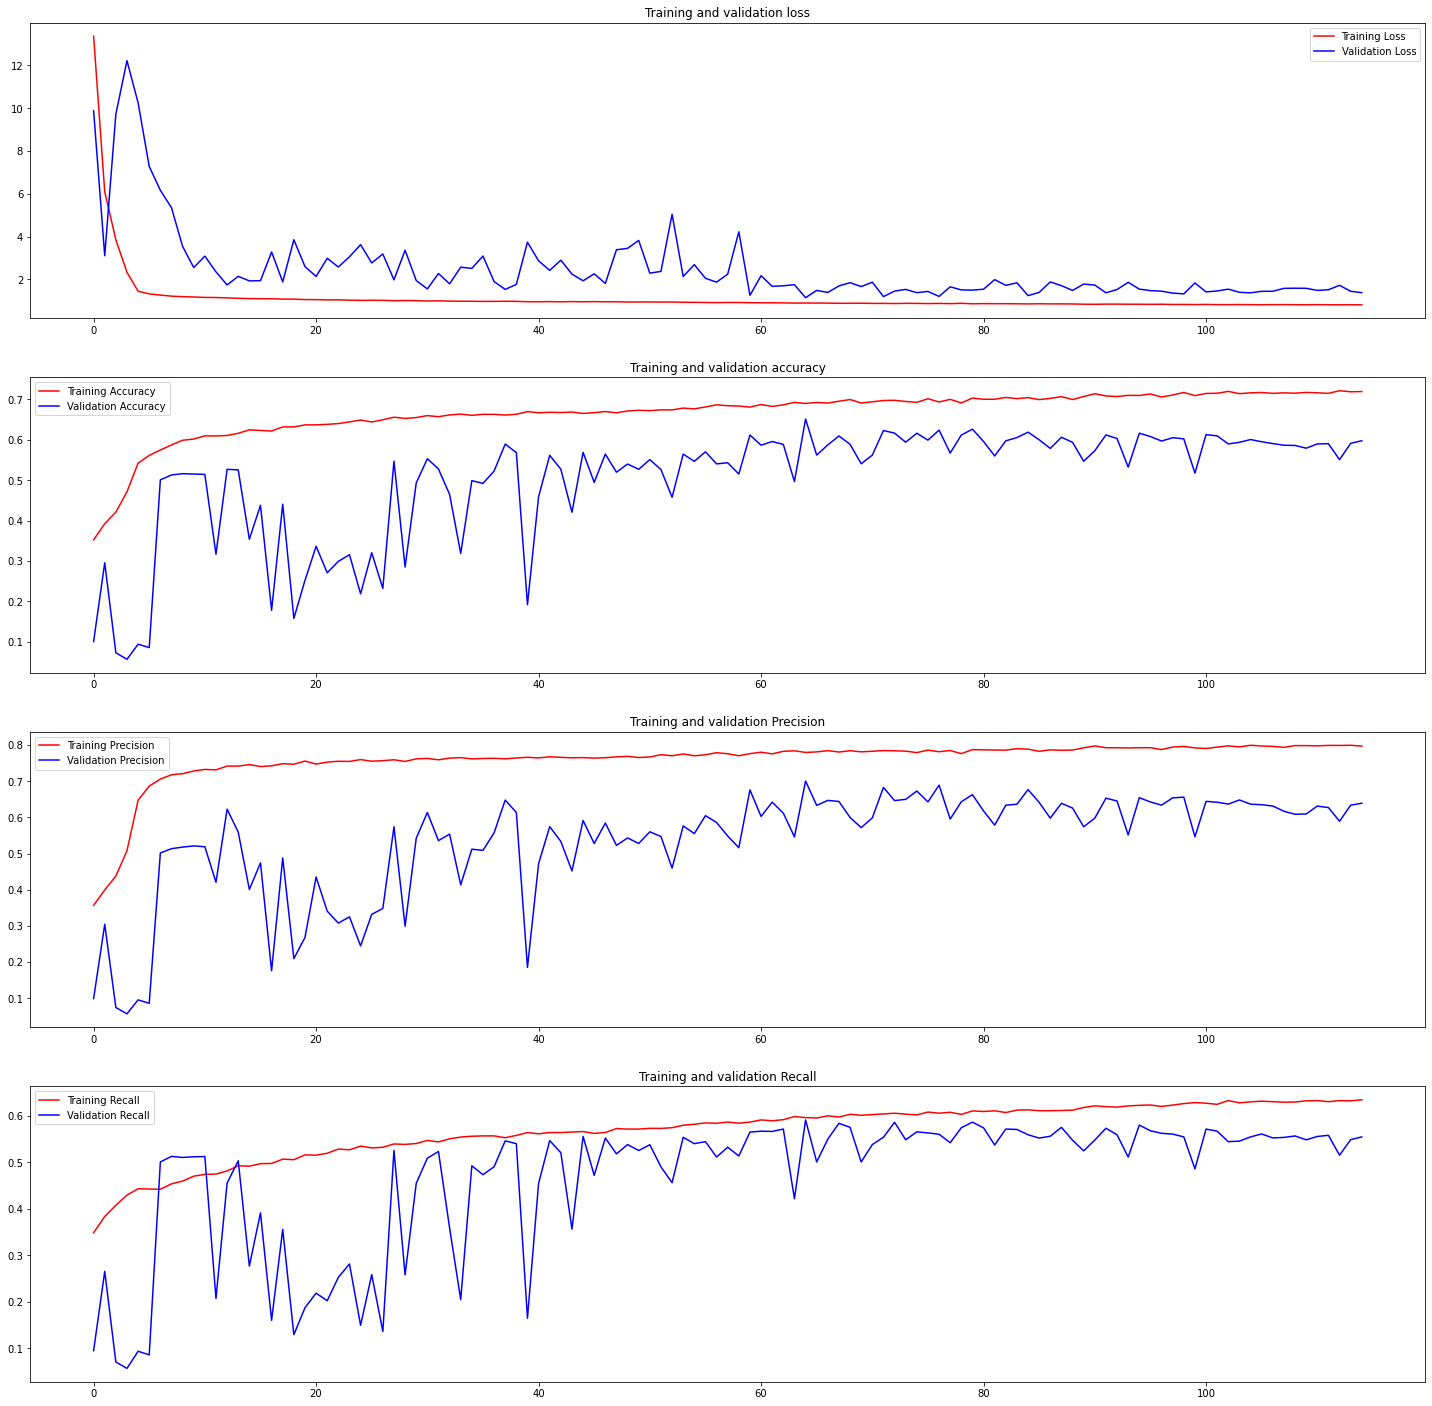 Training and validation loss
Training Loss
Validation Loss
12
10
8
6
4
2
0 20 40 60 80 100
Training and validation accuracy
Training Accuracy
Validation Accuracy
0.7
0.6
0.5
0.4
0.3
0.2
0.1
0 20 40 60 80 100
Training and validation Precision
Training Precision
Validation Precision
0.8
0.7
0.6
0.5
0.4
0.3
0.2
0.1
0 20 40 60 80 100
Training and validation Recall
Training Recall
Validation Recall
0.6
0.5
0.4
0.3
0.2
0.1
0 20 40 60 80 100